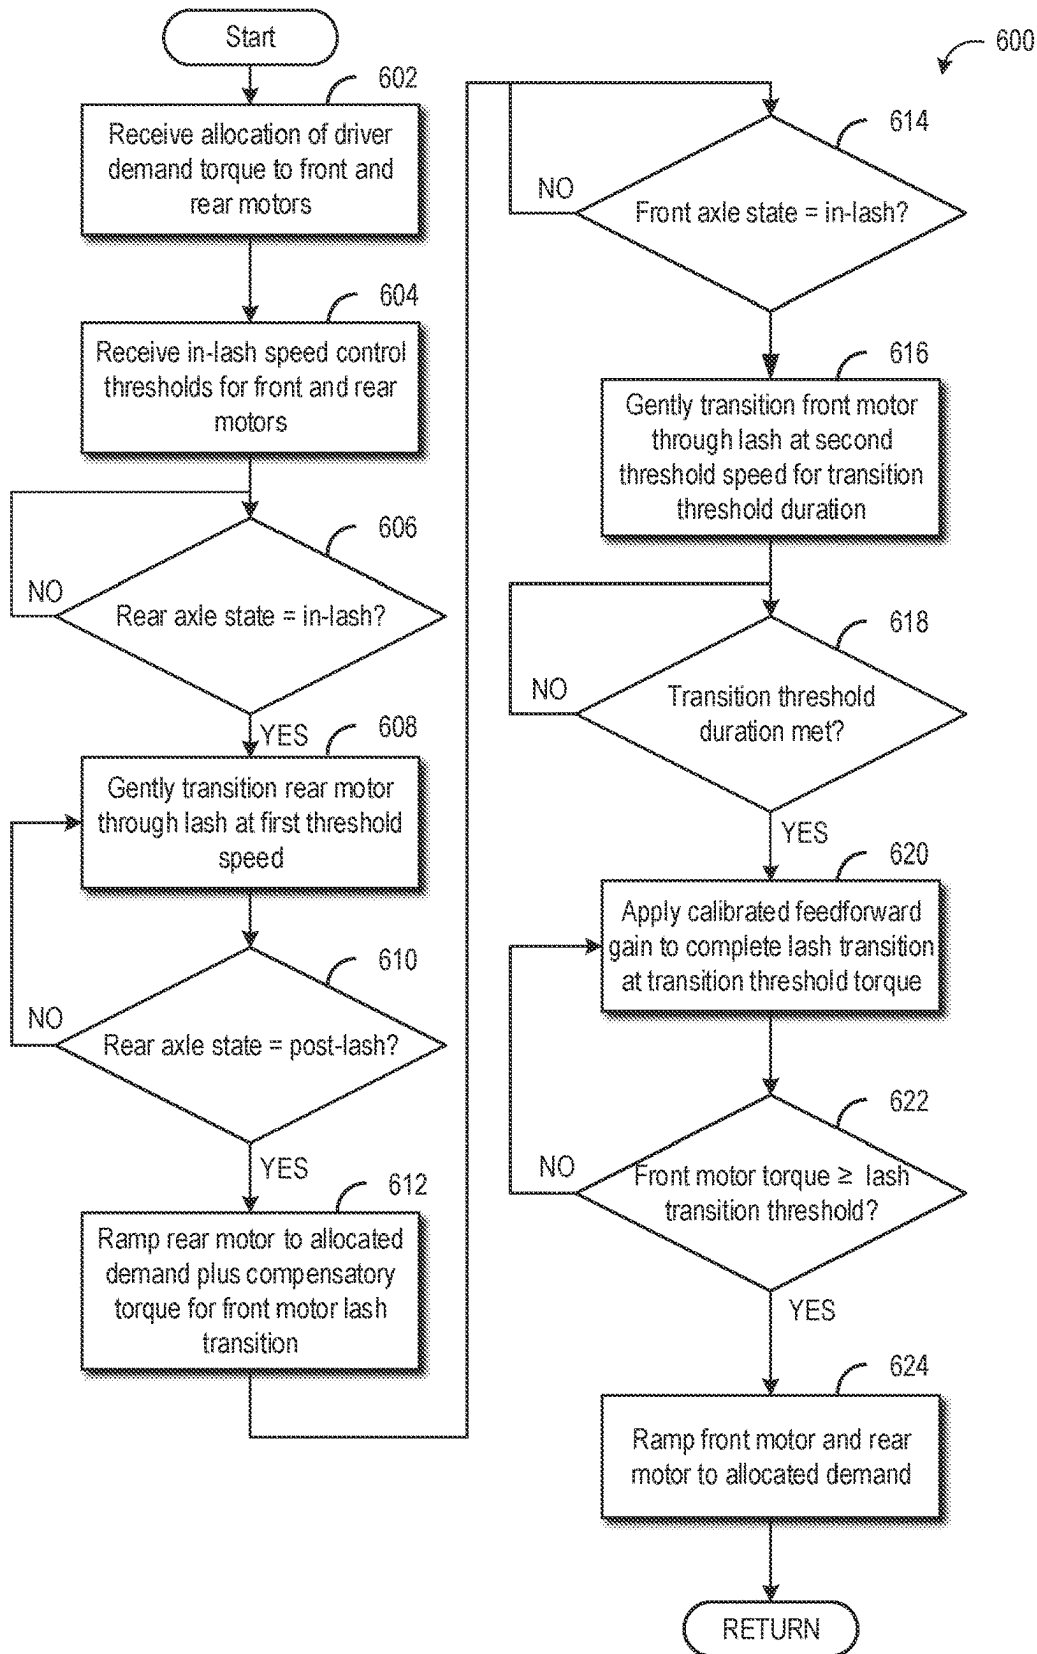 Start
600
602
Receive allocation of driver
demand torque to front and
rear motors
604
Receive in-lash speed control
thresholds for front and rear
motors
606
NO
Rear axle state = in-lash?
YES
608
Gently transition rear motor
through lash at first threshold
speed
610
NO
Rear axle state = post-lash?
YES
612
Ramp rear motor to allocated
demand plus compensatory
torque for front motor lash
transition
614
NO
Front axle state = in-lash?
616
Gently transition front motor
through lash at second
threshold speed for transition
threshold duration
618
NO
Transition threshold
duration met?
YES
620
Apply calibrated feedforward
gain to complete lash transition
at transition threshold torque
622
NO
Front motor torque ≥ lash
transition threshold?
YES
624
Ramp front motor and rear
motor to allocated demand
RETURN